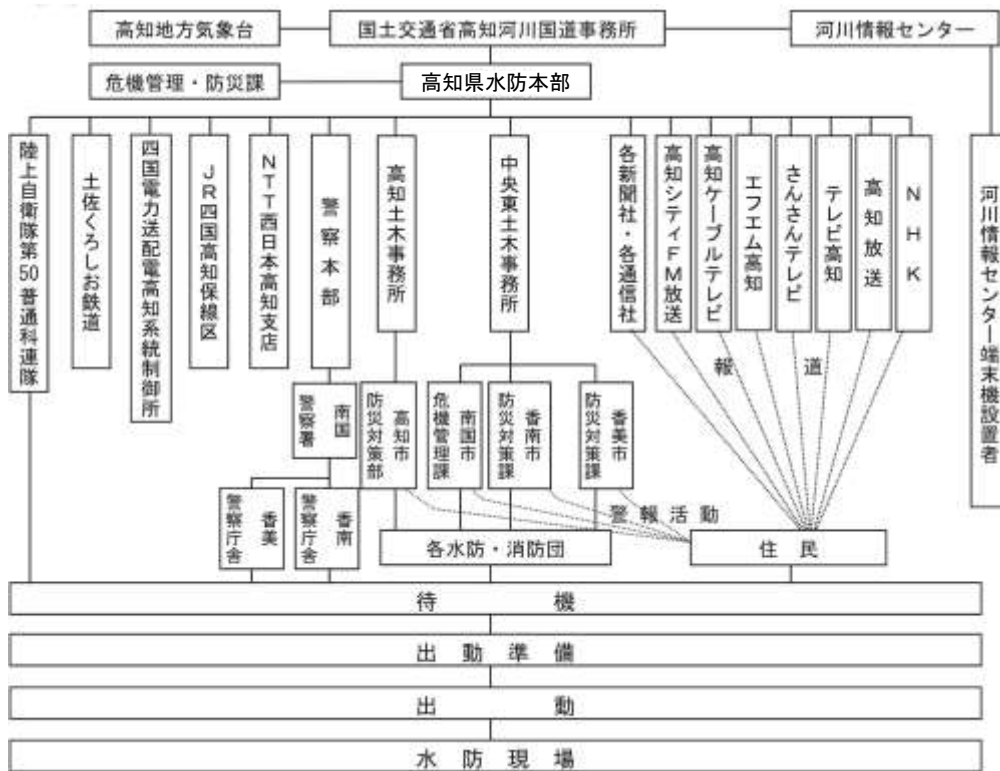 高知地方気象台
国土交通省高知河川国道事務所
河川情報センター
危機管理・防災課
高知県水防本部
陸上自衛隊第50普通科連隊
土佐くろしお鉄道
四国電力送配電高知系統制御所
JR四国高知保線区
NTT西日本高知支店
警察本部
高知土木事務所
中央東土木事務所
各新聞社・各通信社
高知シティFM放送
高知ケーブルテレビ
エフエム高知
さんさんテレビ
テレビ高知
高知放送
NHK
河川情報センター端末機設置者
報道
南国
警察署
高知市
防災対策部
南国市
危機管理課
香南市
防災対策課
香美市
防災対策課
香美
警察庁舎
香南
警察庁舎
警報活動
各水防・消防団
住民
待機
出動準備
出動
水防現場